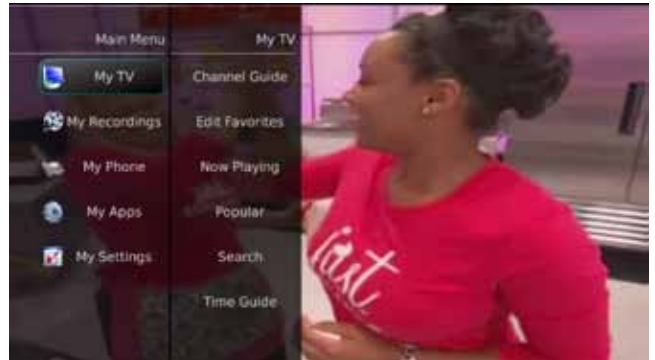 Main Menu
My TV
My Recordings
My Phone
My Apps
My Settings
My TV
Channel Guide
Edit Favorites
Now Playing
Popular
Search
Time Guide